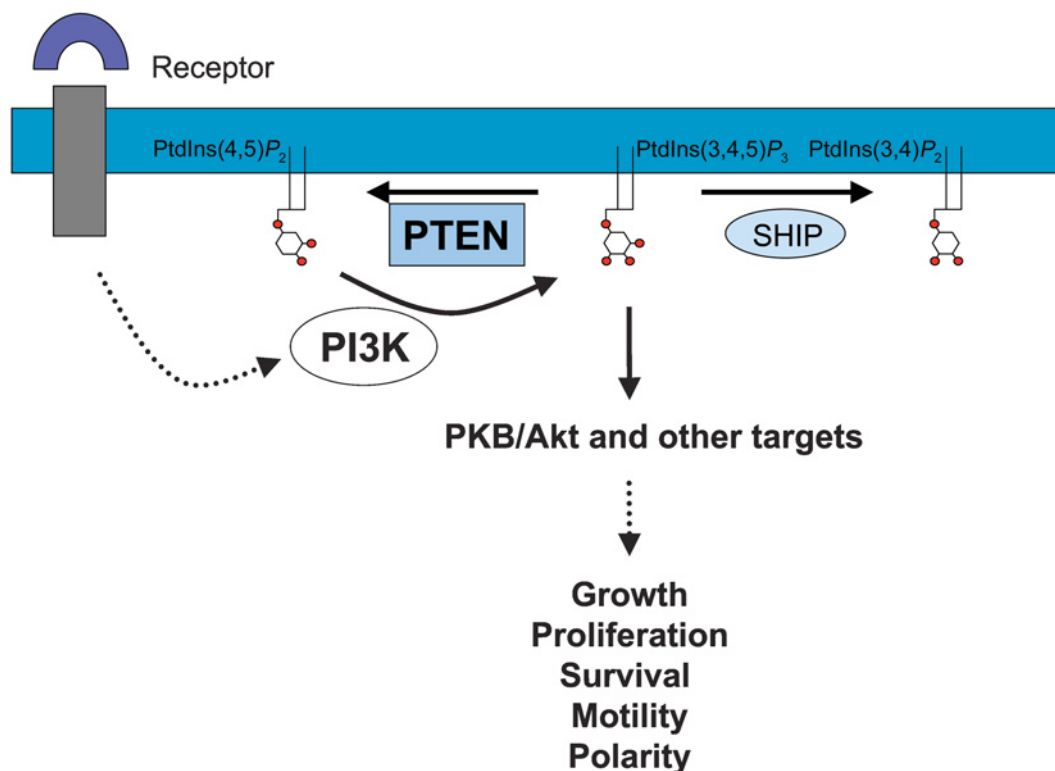 Receptor
PtdIns(4,5)P2
PtdIns(3,4,5)P3
PtdIns(3,4)P2
PTEN
SHIP
PI3K
PKB/Akt and other targets
Growth
Proliferation
Survival
Motility
Polarity